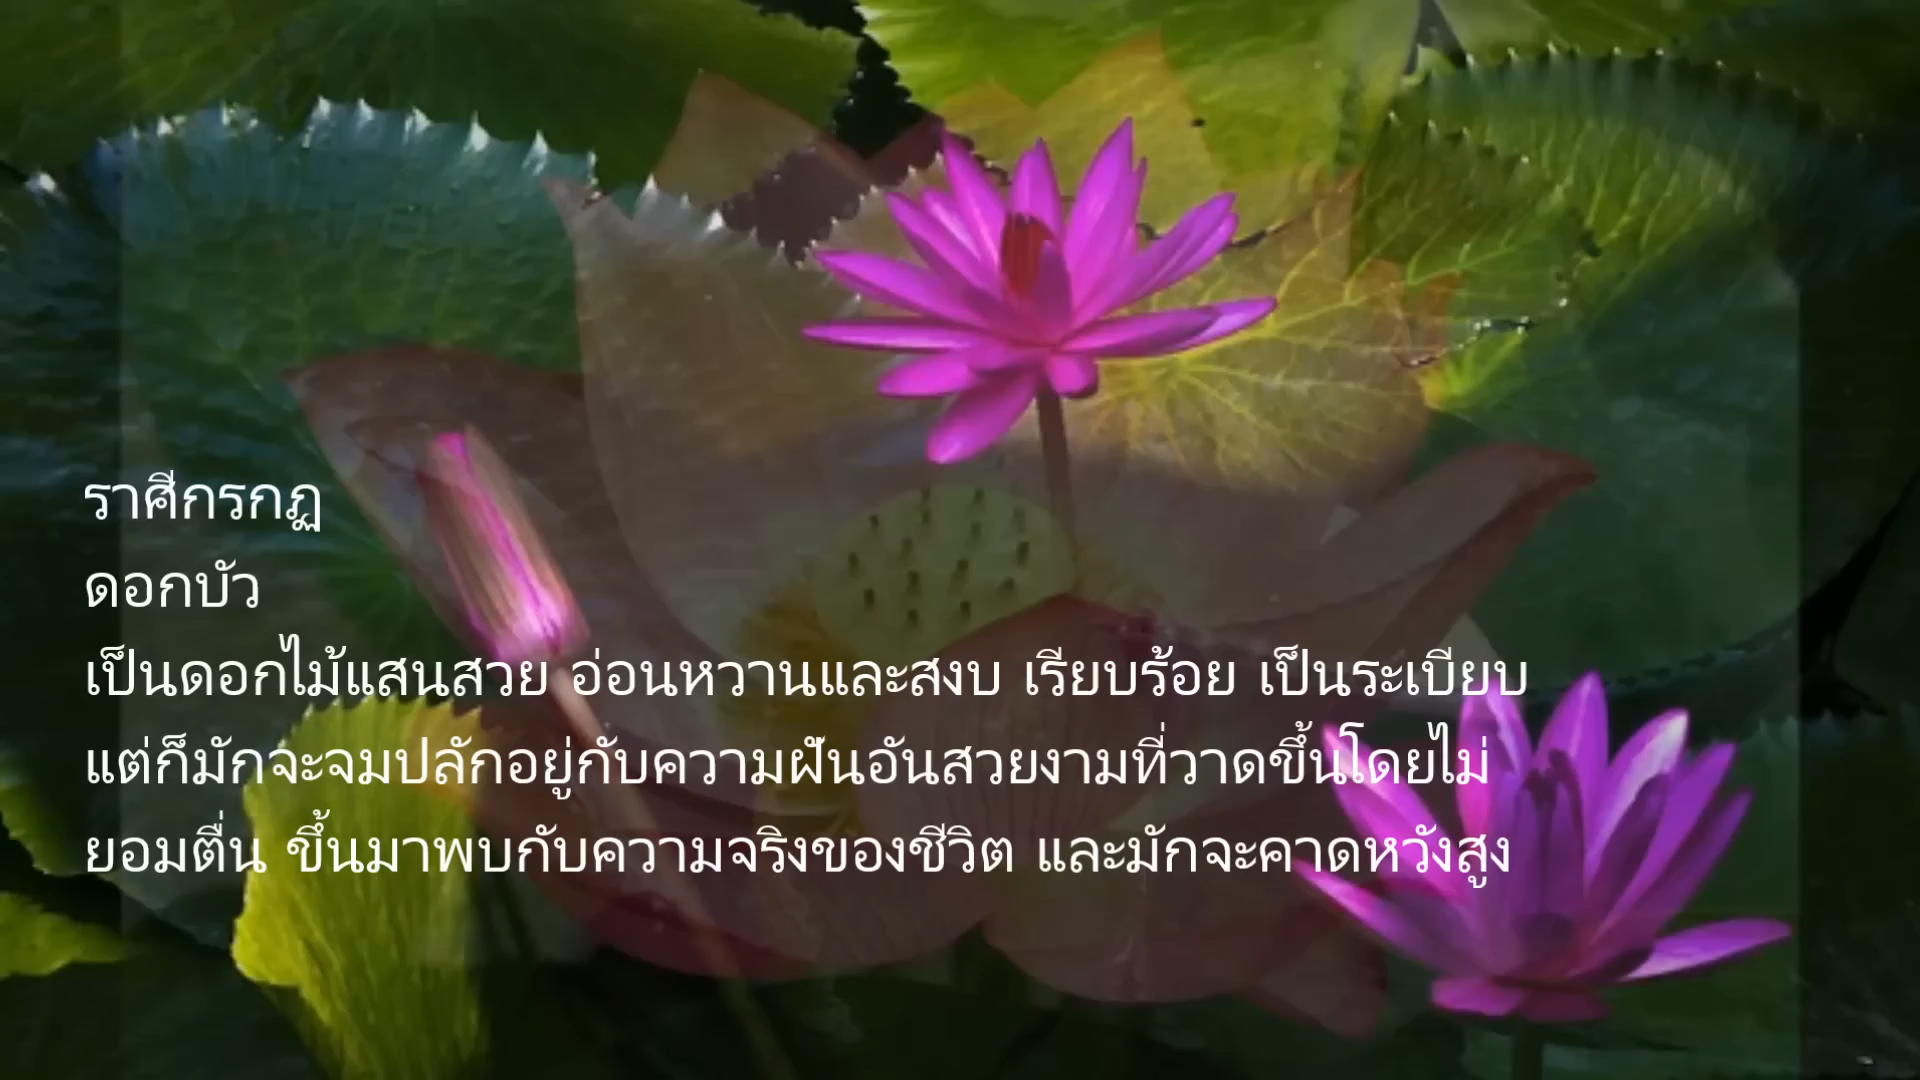 ราศีกรกฏ
ดอกบัว
เป็นดอกไม้แสนสวย อ่อนหวานและสงบ เรียบร้อย เป็นระเบียบ
แต่ก็มักจะจมปลักอยู่กับความฝันอันสวยงามที่วาดขึ้นโดยไม่
ยอมตื่น ขึ้นมาพบกับความจริงของชีวิต และมักจะคาดหวังสูง